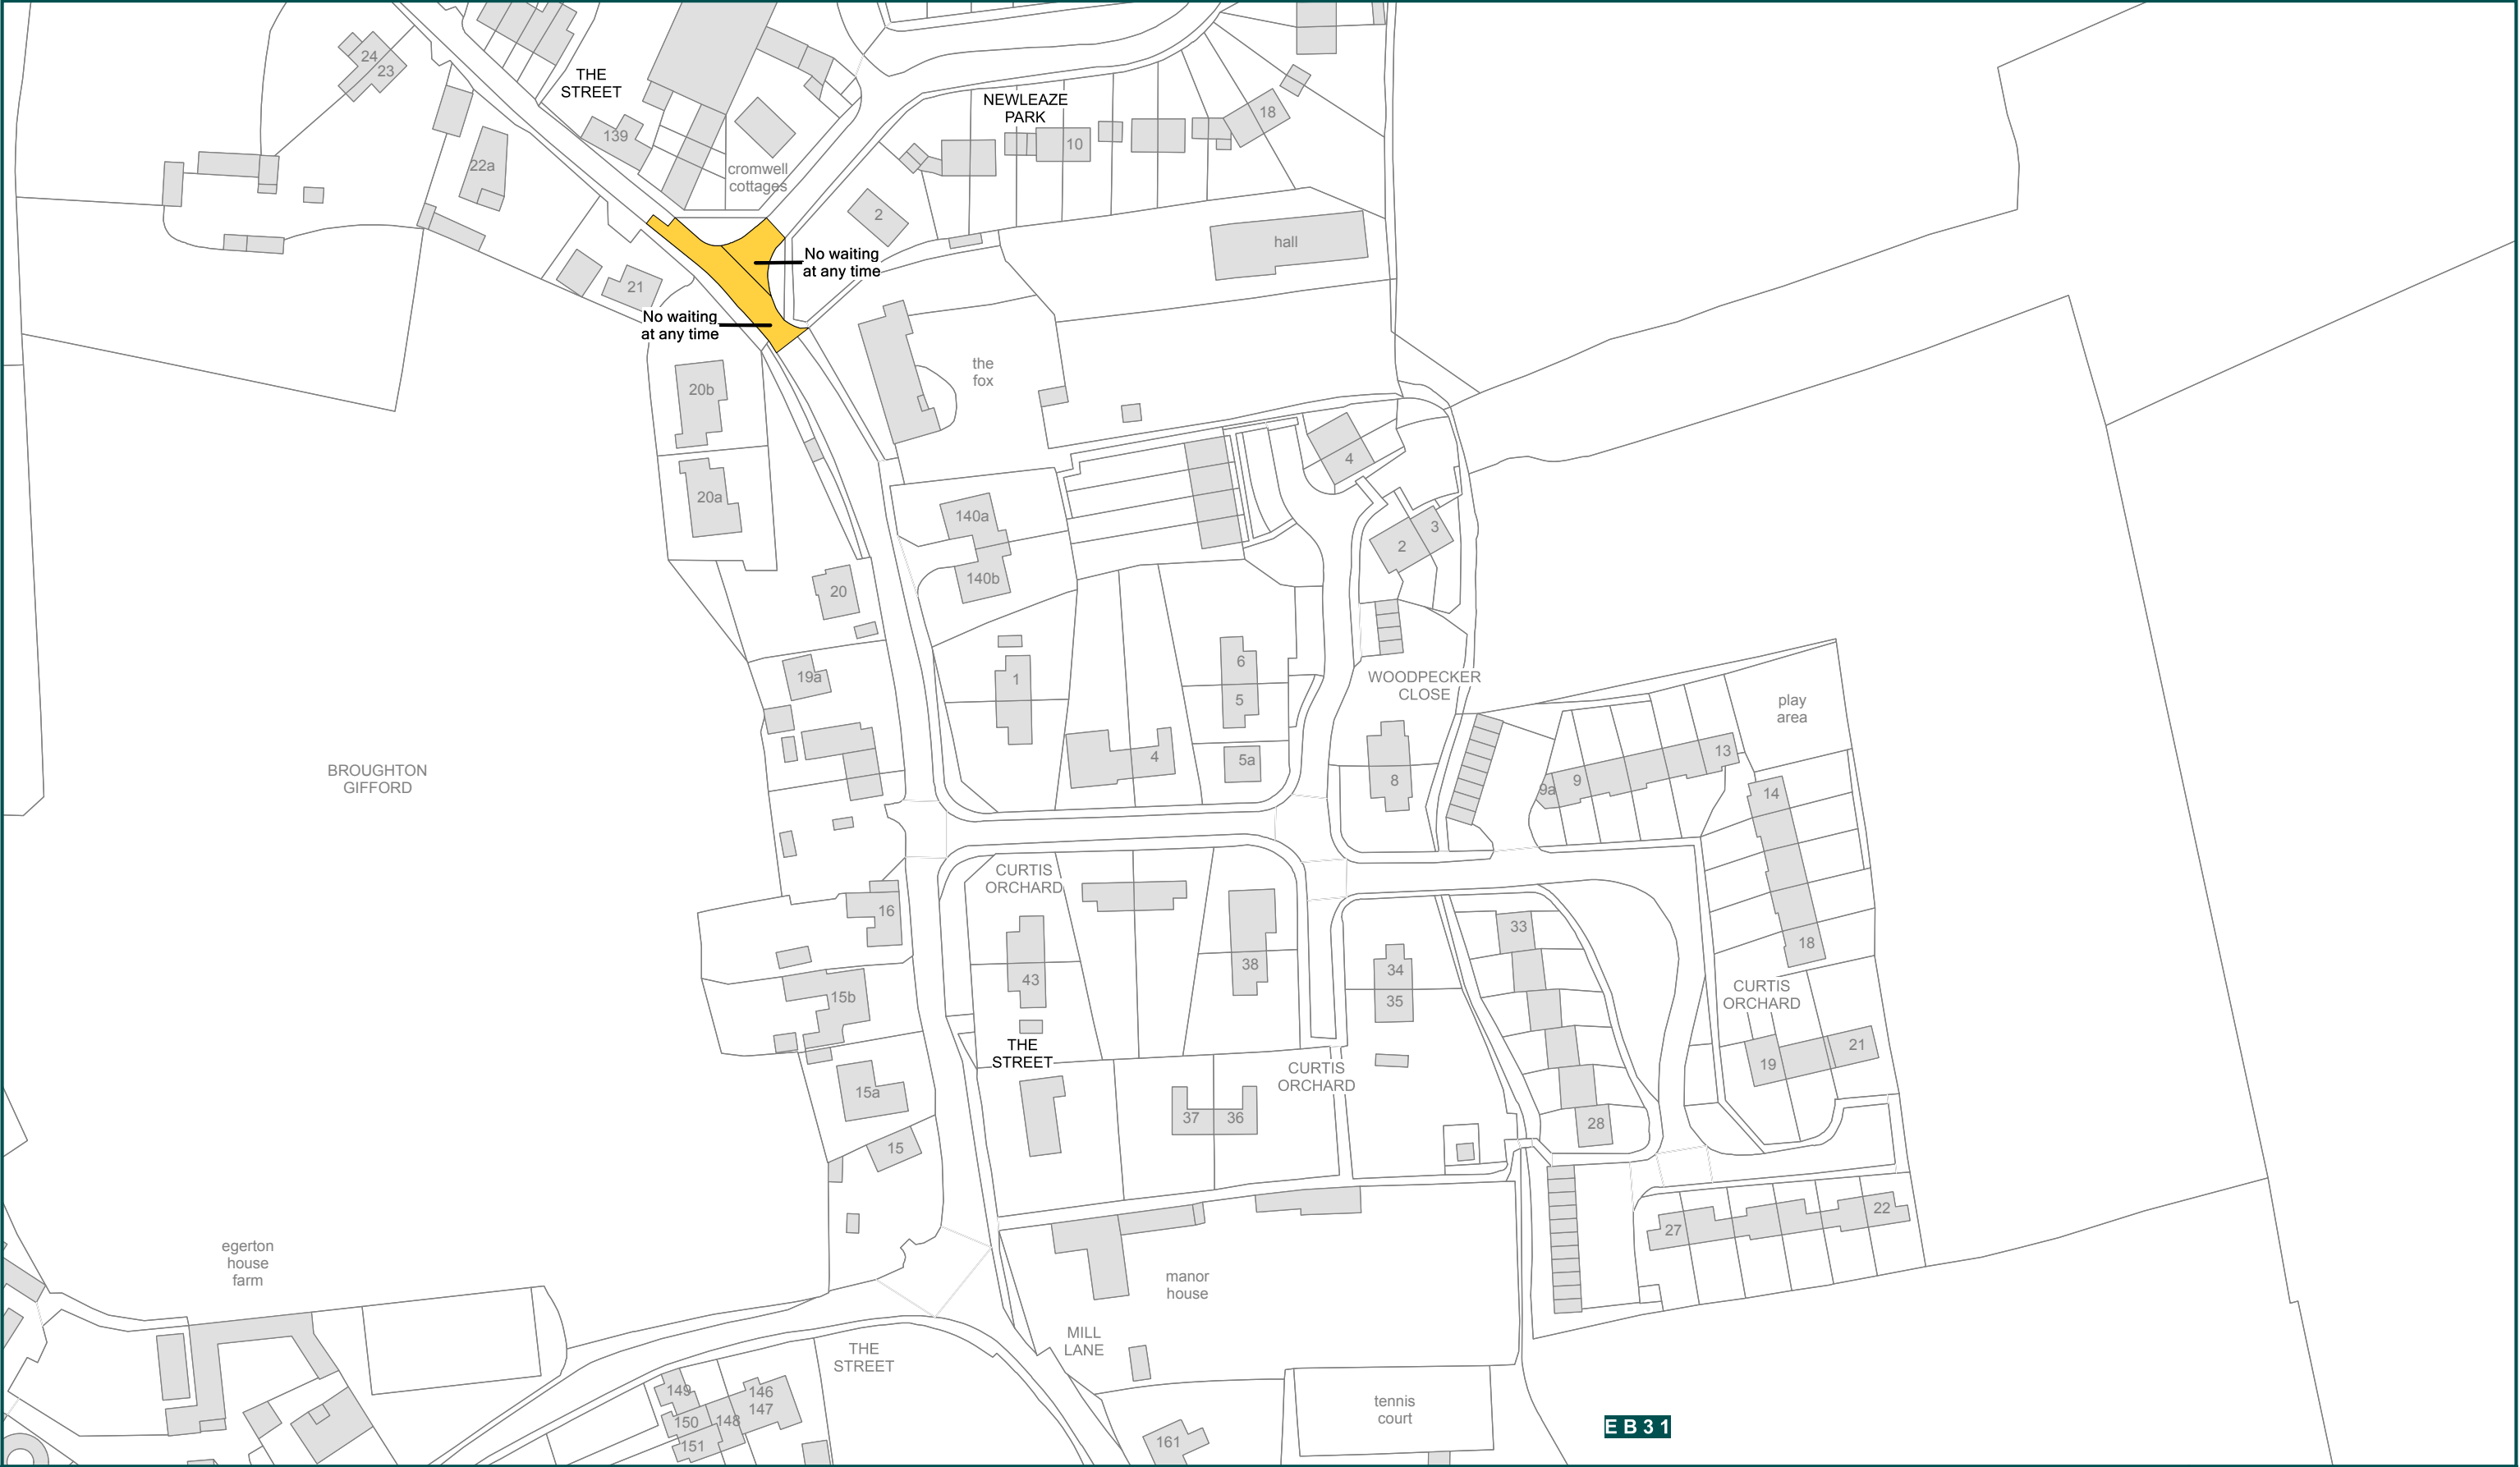 24
23
THE
STREET
139
22a
cromwell
cottages
NEWLEAZE
PARK
10
18
2
hall
No waiting
at any time
21
No waiting
at any time
20b
the
fox
20a
4
3
2
140a
140b
20
19a
1
6
5
4
5a
WOODPECKER
CLOSE
8
play
area
9a
9
13
14
18
BROUGHTON
GIFFORD
CURTIS
ORCHARD
16
43
38
34
35
33
15b
CURTIS
ORCHARD
THE
STREET
19
21
15a
CURTIS
ORCHARD
37
36
28
15
27
22
egerton
house
farm
manor
house
MILL
LANE
THE
STREET
149
150
151
148
146
147
161
tennis
court
EB31